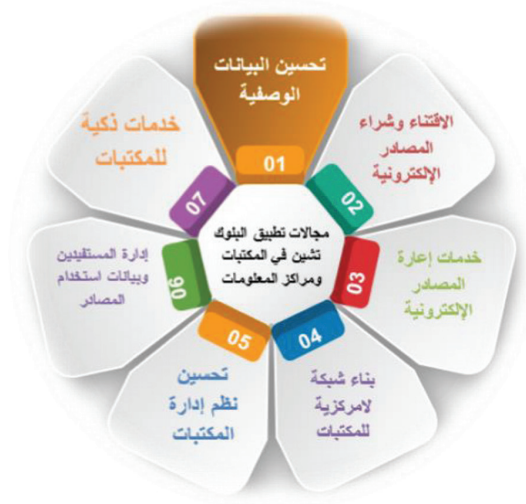 تحسين البيانات
الوصفية
01
الاقتناء وشراء
المصادر
الإلكترونية
02
خدمات إعارة
المصادر
الإلكترونية
03
بناء شبكة
لامركزية
للمكتبات
04
تحسين
نظم إدارة
المكتبات
05
إدارة المستفيدين
وبيانات استخدام
المصادر
06
خدمات ذكية
للمكتبات
07
مجالات تطبيق البلوك
تشين في المكتبات
ومراكز المعلومات